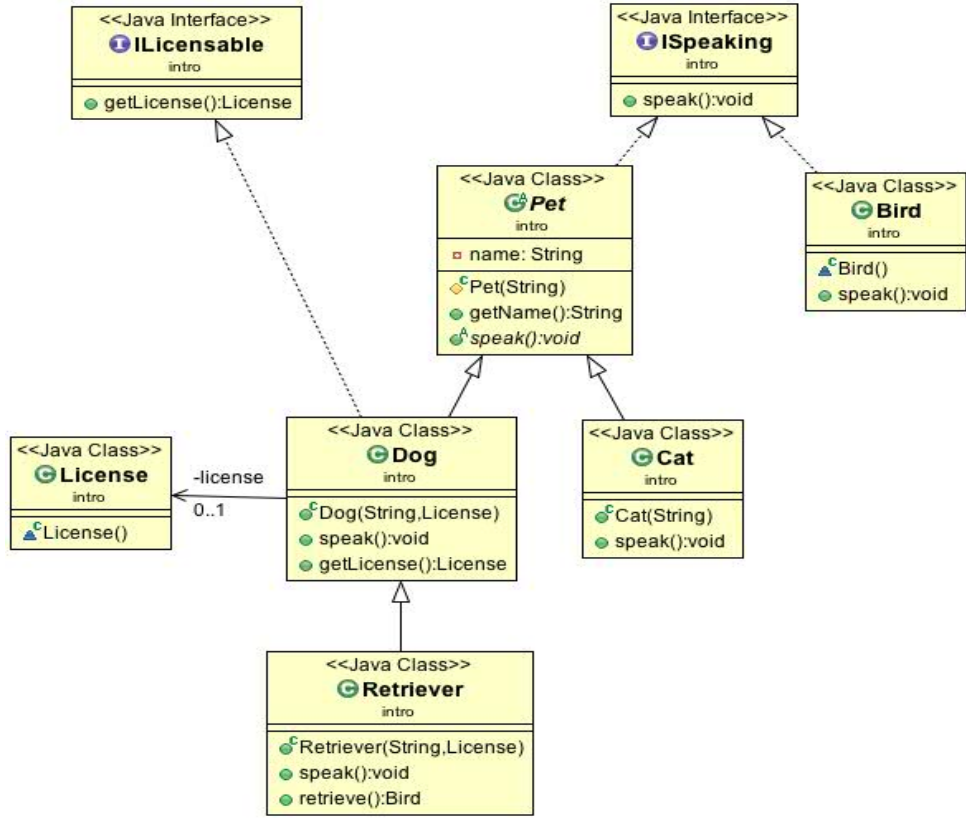 <<Java Interface>>
ILicensable
intro
getLicense():License
<<Java Interface>>
ISpeaking
intro
speak():void
<<Java Class>>
Pet
intro
name: String
Pet(String)
getName():String
speak():void
<<Java Class>>
Bird
intro
Bird()
speak():void
<<Java Class>>
License
intro
License()
-license
0..1
<<Java Class>>
Dog
intro
Dog(String,License)
speak():void
getLicense():License
<<Java Class>>
Cat
intro
Cat(String)
speak():void
<<Java Class>>
Retriever
intro
Retriever(String,License)
speak():void
retrieve():Bird